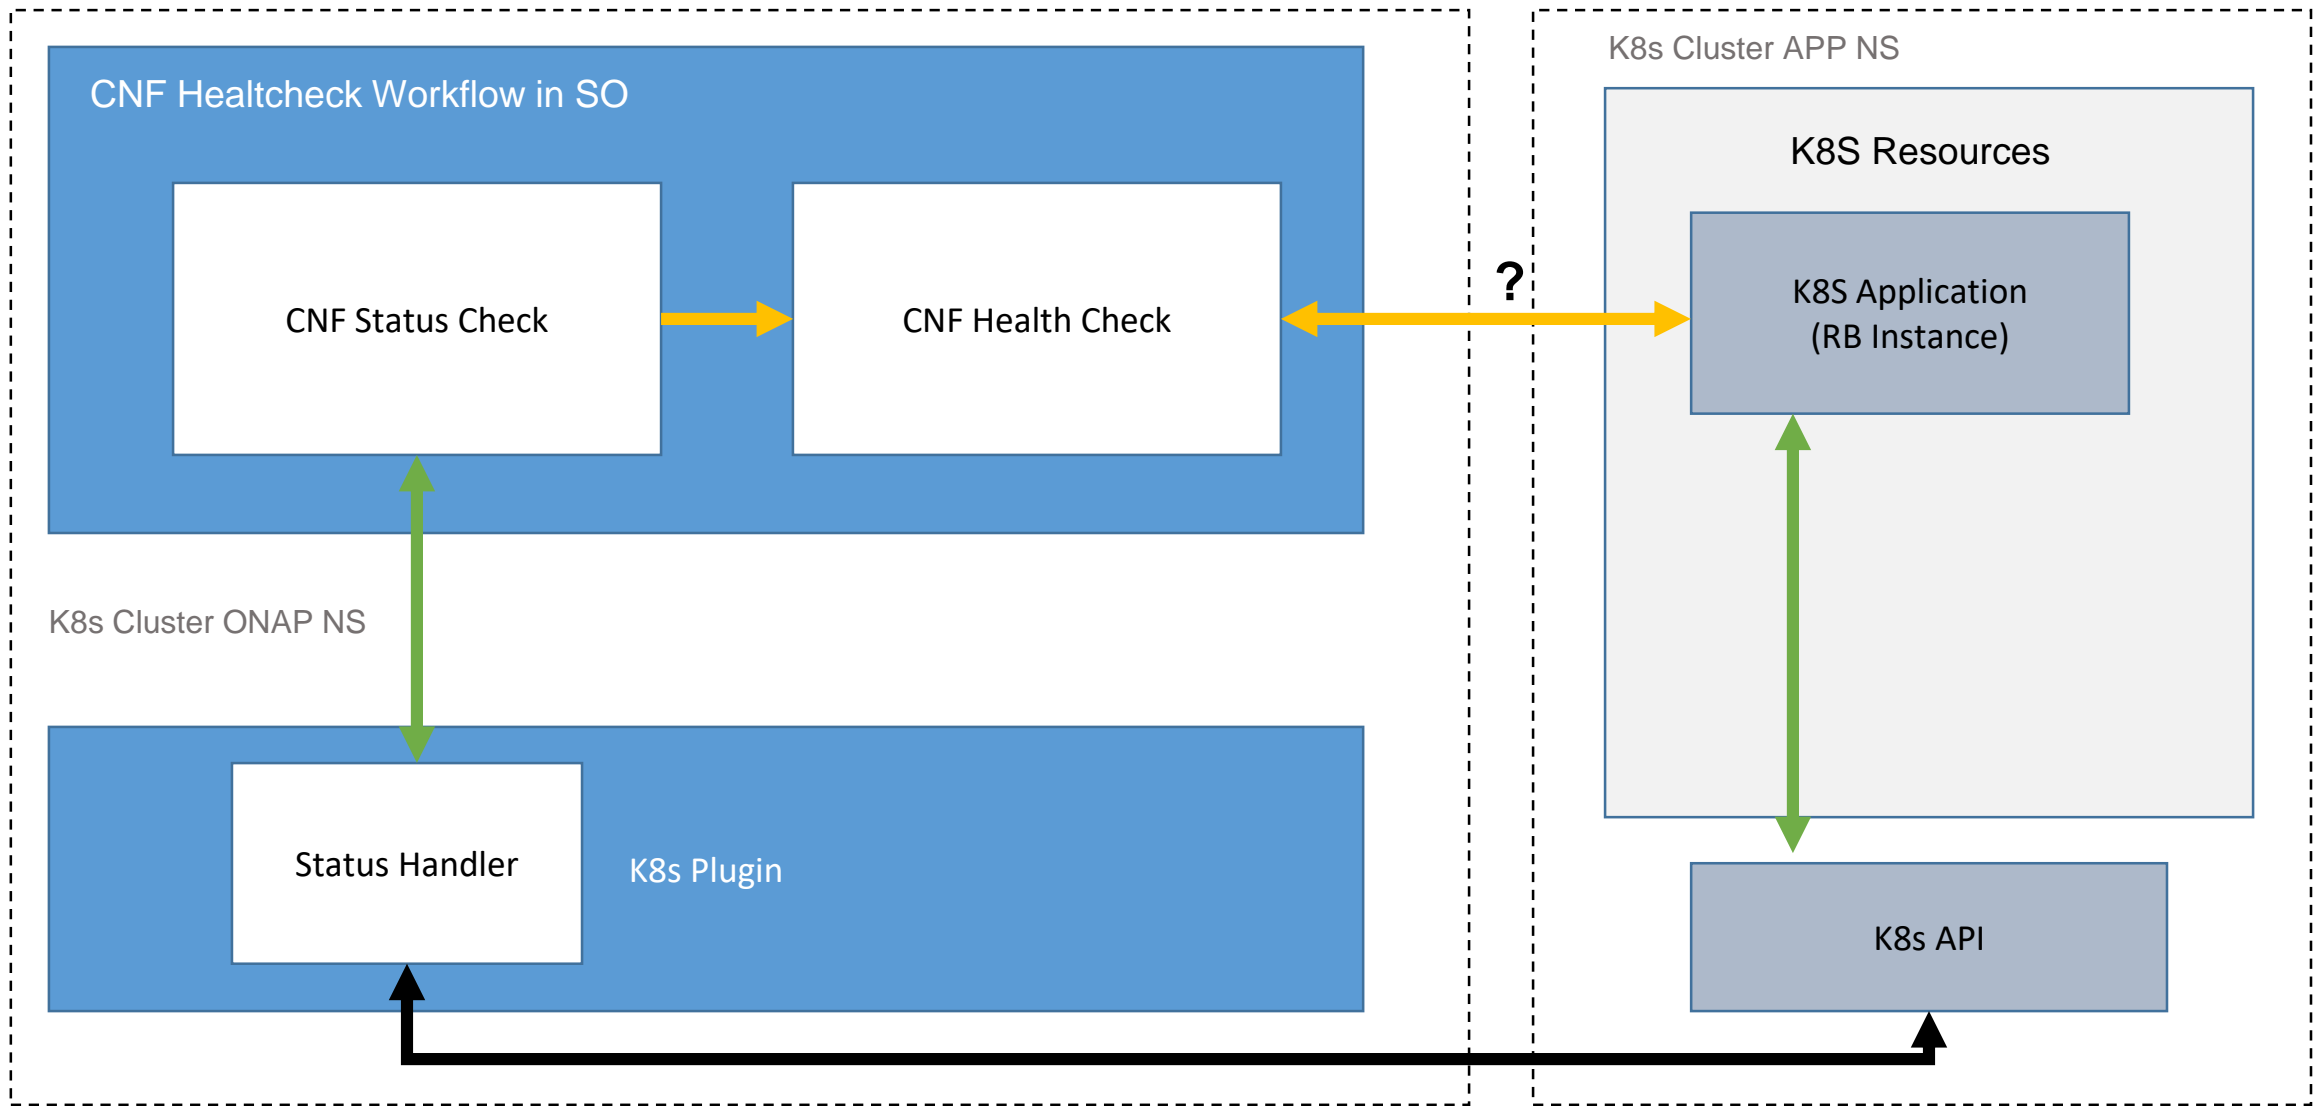 CNF Healtcheck Workflow in SO
CNF Status Check
CNF Health Check
K8s Cluster ONAP NS
Status Handler
K8s Plugin
?
K8s Cluster APP NS
K8S Resources
K8S Application
(RB Instance)
K8s API